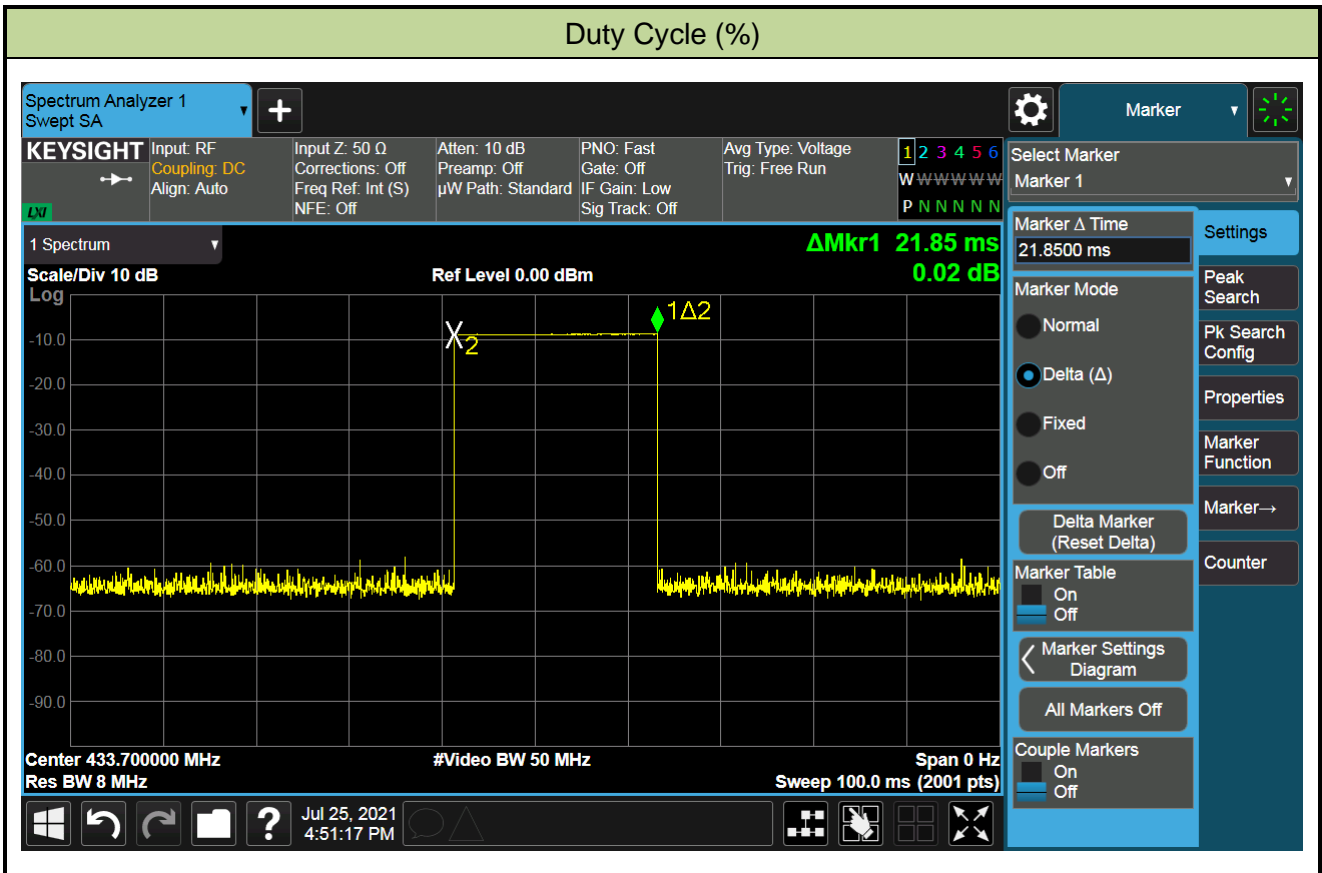 Duty Cycle (%)
Spectrum Analyzer 1
Swept SA
Marker
KEYSIGHT
LXI
Input: RF
Coupling: DC
Align: Auto
Input Z: 50 Ω
Corrections: Off
Freq Ref: Int (S)
NFE: Off
Atten: 10 dB
Preamp: Off
µW Path: Standard
PNO: Fast
Gate: Off
IF Gain: Low
Sig Track: Off
Avg Type: Voltage
Trig: Free Run
1 2 3 4 5 6
W W W W W W
P N N N N N
1 Spectrum
ΔMkr1 21.85 ms
0.02 dB
Scale/Div 10 dB
Ref Level 0.00 dBm
Log
1Δ2
X2
-10.0
-20.0
-30.0
-40.0
-50.0
-60.0
-70.0
-80.0
-90.0
Center 433.700000 MHz
#Video BW 50 MHz
Span 0 Hz
Res BW 8 MHz
Sweep 100.0 ms (2001 pts)
Select Marker
Marker 1
Marker Δ Time
21.8500 ms
Marker Mode
Normal
Delta (Δ)
Fixed
Off
Delta Marker
(Reset Delta)
Marker Table
On
Off
Marker Settings
Diagram
All Markers Off
Couple Markers
On
Off
Settings
Peak
Search
Pk Search
Config
Properties
Marker
Function
Marker→
Counter
?
Jul 25, 2021
4:51:17 PM